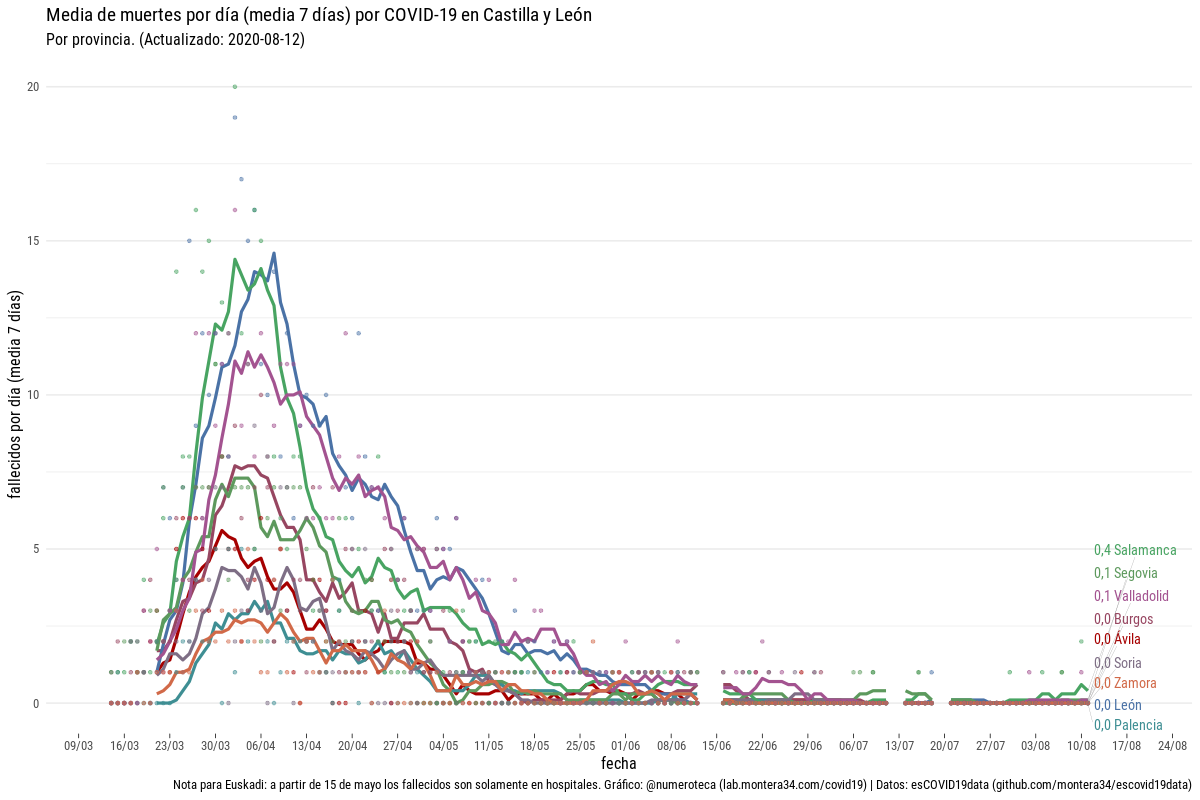 Media de muertes por día (media 7 días) por COVID-19 en Castilla y León
Por provincia. (Actualizado: 2020-08-12)
fallecidos por día (media 7 días)
20
15
10
5
0
0,4 Salamanca
0,1 Segovia
0,1 Valladolid
0,0 Burgos
0,0 Ávila
0,0 Soria
0,0 Zamora
0,0 León
0,0 Palencia
09/03 16/03 23/03 30/03 06/04 13/04 20/04 27/04 04/05 11/05 18/05 25/05 01/06 08/06 15/06 22/06 29/06 06/07 13/07 20/07 27/07 03/08 10/08 17/08 24/08
fecha
Nota para Euskadi: a partir de 15 de mayo los fallecidos son solamente en hospitales. Gráfico: @numeroteca (lab.montera34.com/covid19) | Datos: esCOVID19data (github.com/montera34/escovid19data)